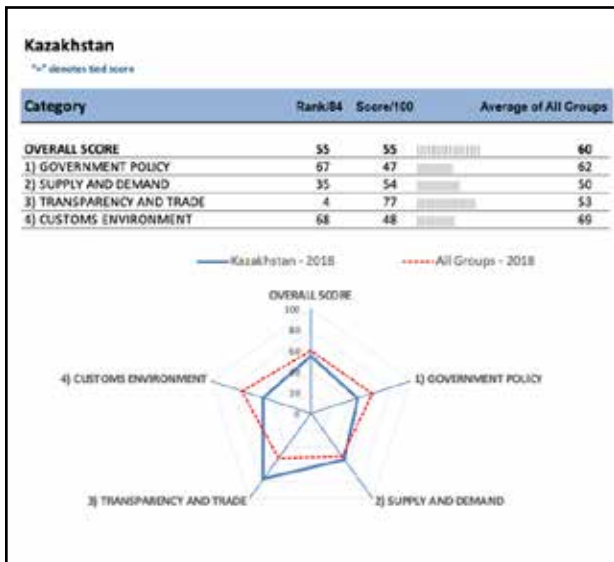 Kazakhstan
"=" denotes tied score
Category Rank/84 Score/100 Average of All Groups
OVERALL SCORE 55 55 60
1) GOVERNMENT POLICY 67 47 62
2) SUPPLY AND DEMAND 35 54 50
3) TRANSPARENCY AND TRADE 4 77 53
4) CUSTOMS ENVIRONMENT 68 48 69
Kazakhstan - 2018 All Groups - 2018
OVERALL SCORE
100
80
60
40
20
0
4) CUSTOMS ENVIRONMENT 1) GOVERNMENT POLICY
3) TRANSPARENCY AND TRADE 2) SUPPLY AND DEMAND